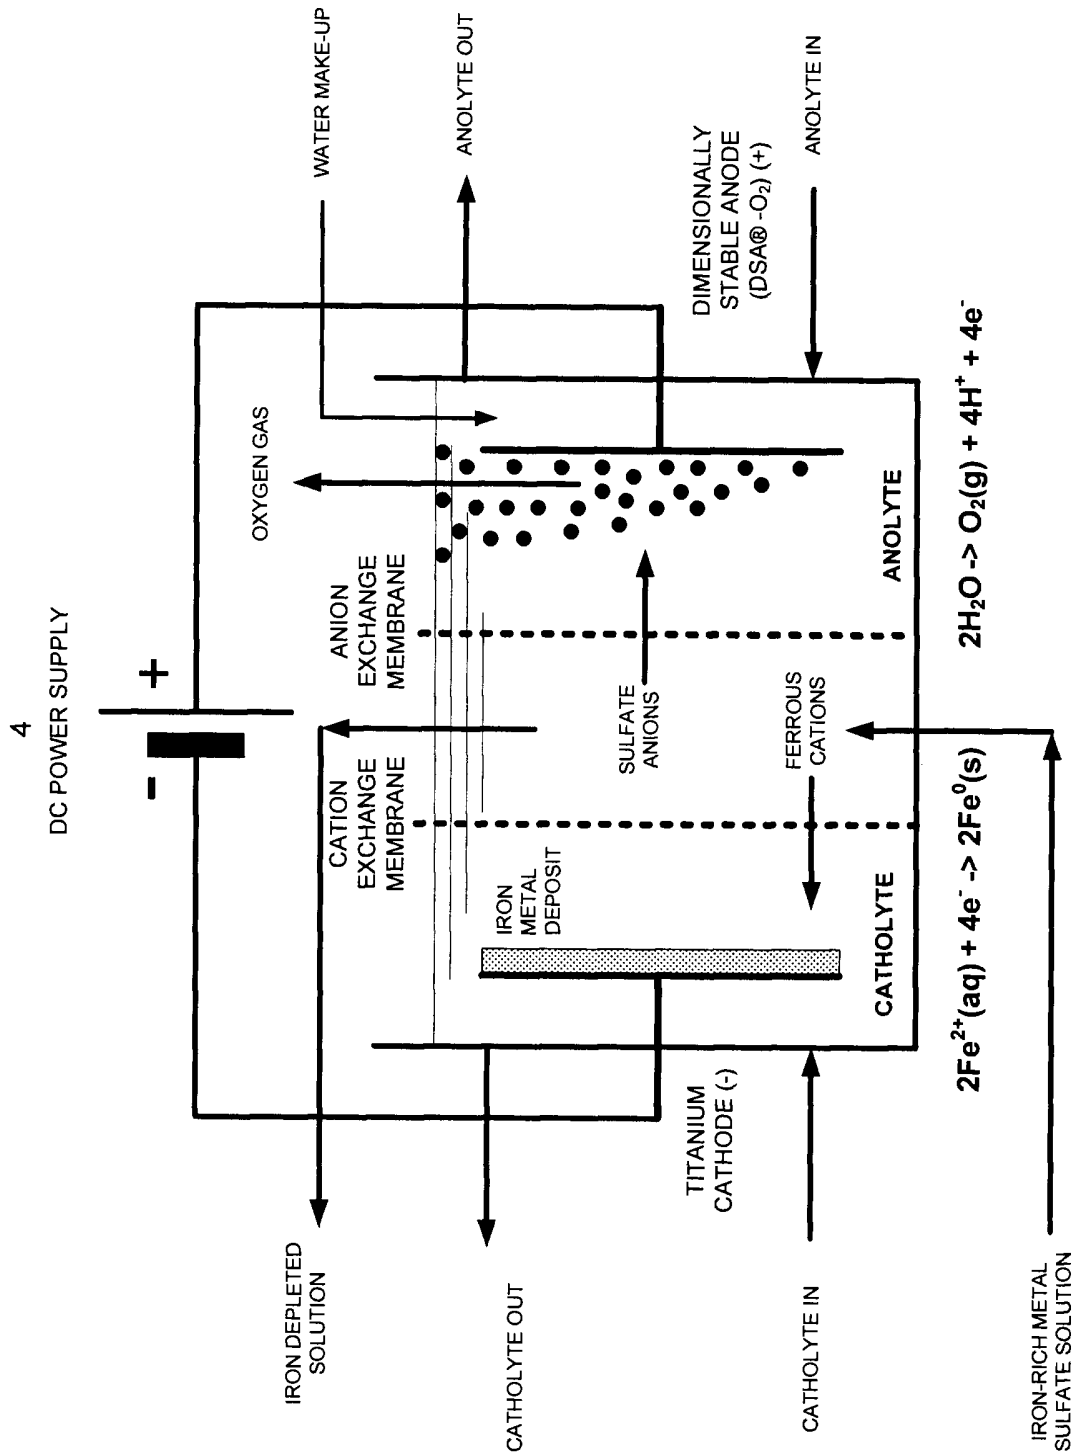 4
DC POWER SUPPLY
-
+
WATER MAKE-UP
OXYGEN GAS
ANOLYTE OUT
IRON DEPLETED
SOLUTION
CATION
EXCHANGE
MEMBRANE
ANION
EXCHANGE
MEMBRANE
CATHOLYTE OUT
IRON
METAL
DEPOSIT
SULFATE
ANIONS
TITANIUM
CATHODE (-)
DIMENSIONALLY
STABLE ANODE
(DSA® -O₂) (+)
FERROUS
CATIONS
CATHOLYTE IN
ANOLYTE IN
CATHOLYTE
ANOLYTE
2Fe²⁺(aq) + 4e⁻ -> 2Fe⁰(s)
2H₂O -> O₂(g) + 4H⁺ + 4e⁻
IRON-RICH METAL
SULFATE SOLUTION